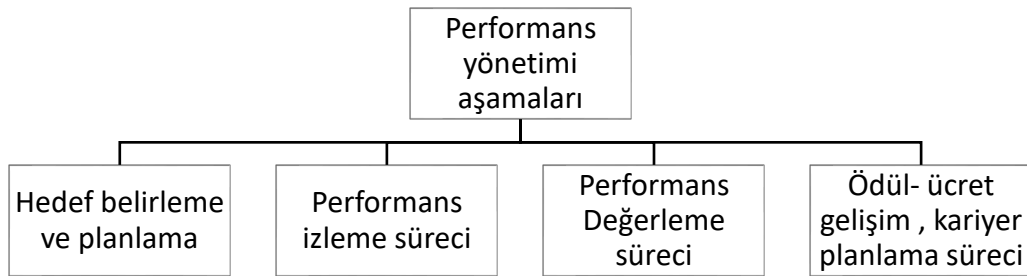 Performans
yönetimi
aşamaları
Hedef belirleme
ve planlama
Performans
izleme süreci
Performans
Değerleme
süreci
Ödül- ücret
gelişim , kariyer
planlama süreci